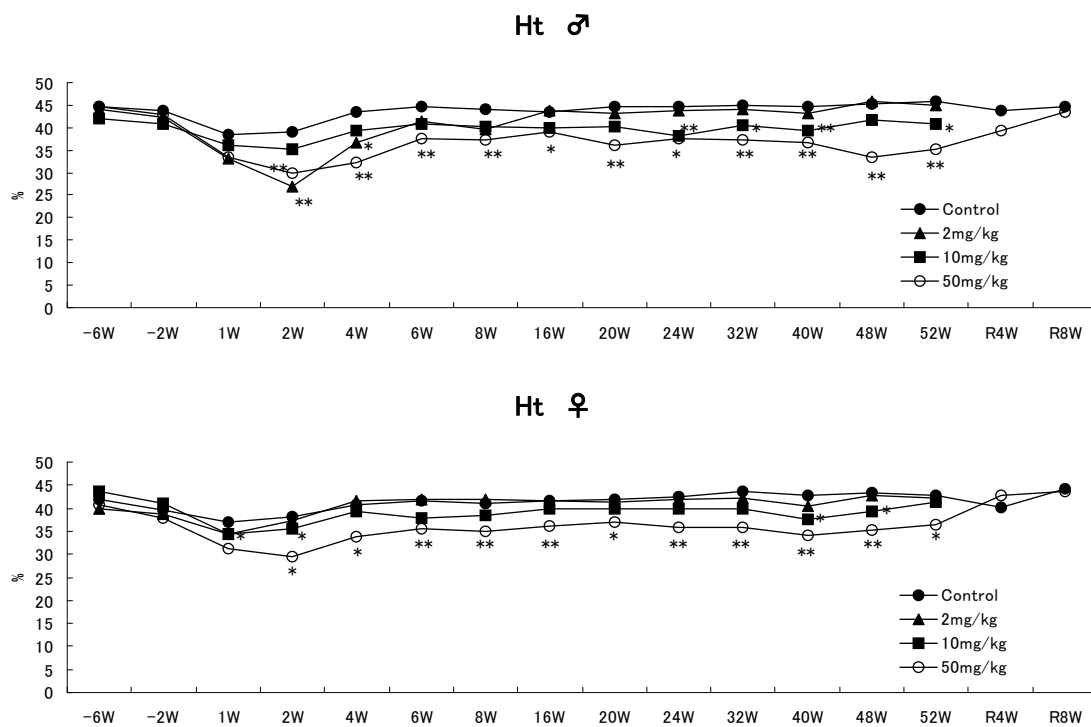 Ht ♂
50
45
40
35
30
25
20
15
10
5
0
%
** ** * ** ** ** * ** ** * * ** ** ** ** * **
Control
2mg/kg
10mg/kg
50mg/kg
-6W -2W 1W 2W 4W 6W 8W 16W 20W 24W 32W 40W 48W 52W R4W R8W
Ht ♀
50
45
40
35
30
25
20
15
10
5
0
%
* * * * ** ** ** * ** ** * ** * ** *
Control
2mg/kg
10mg/kg
50mg/kg
-6W -2W 1W 2W 4W 6W 8W 16W 20W 24W 32W 40W 48W 52W R4W R8W